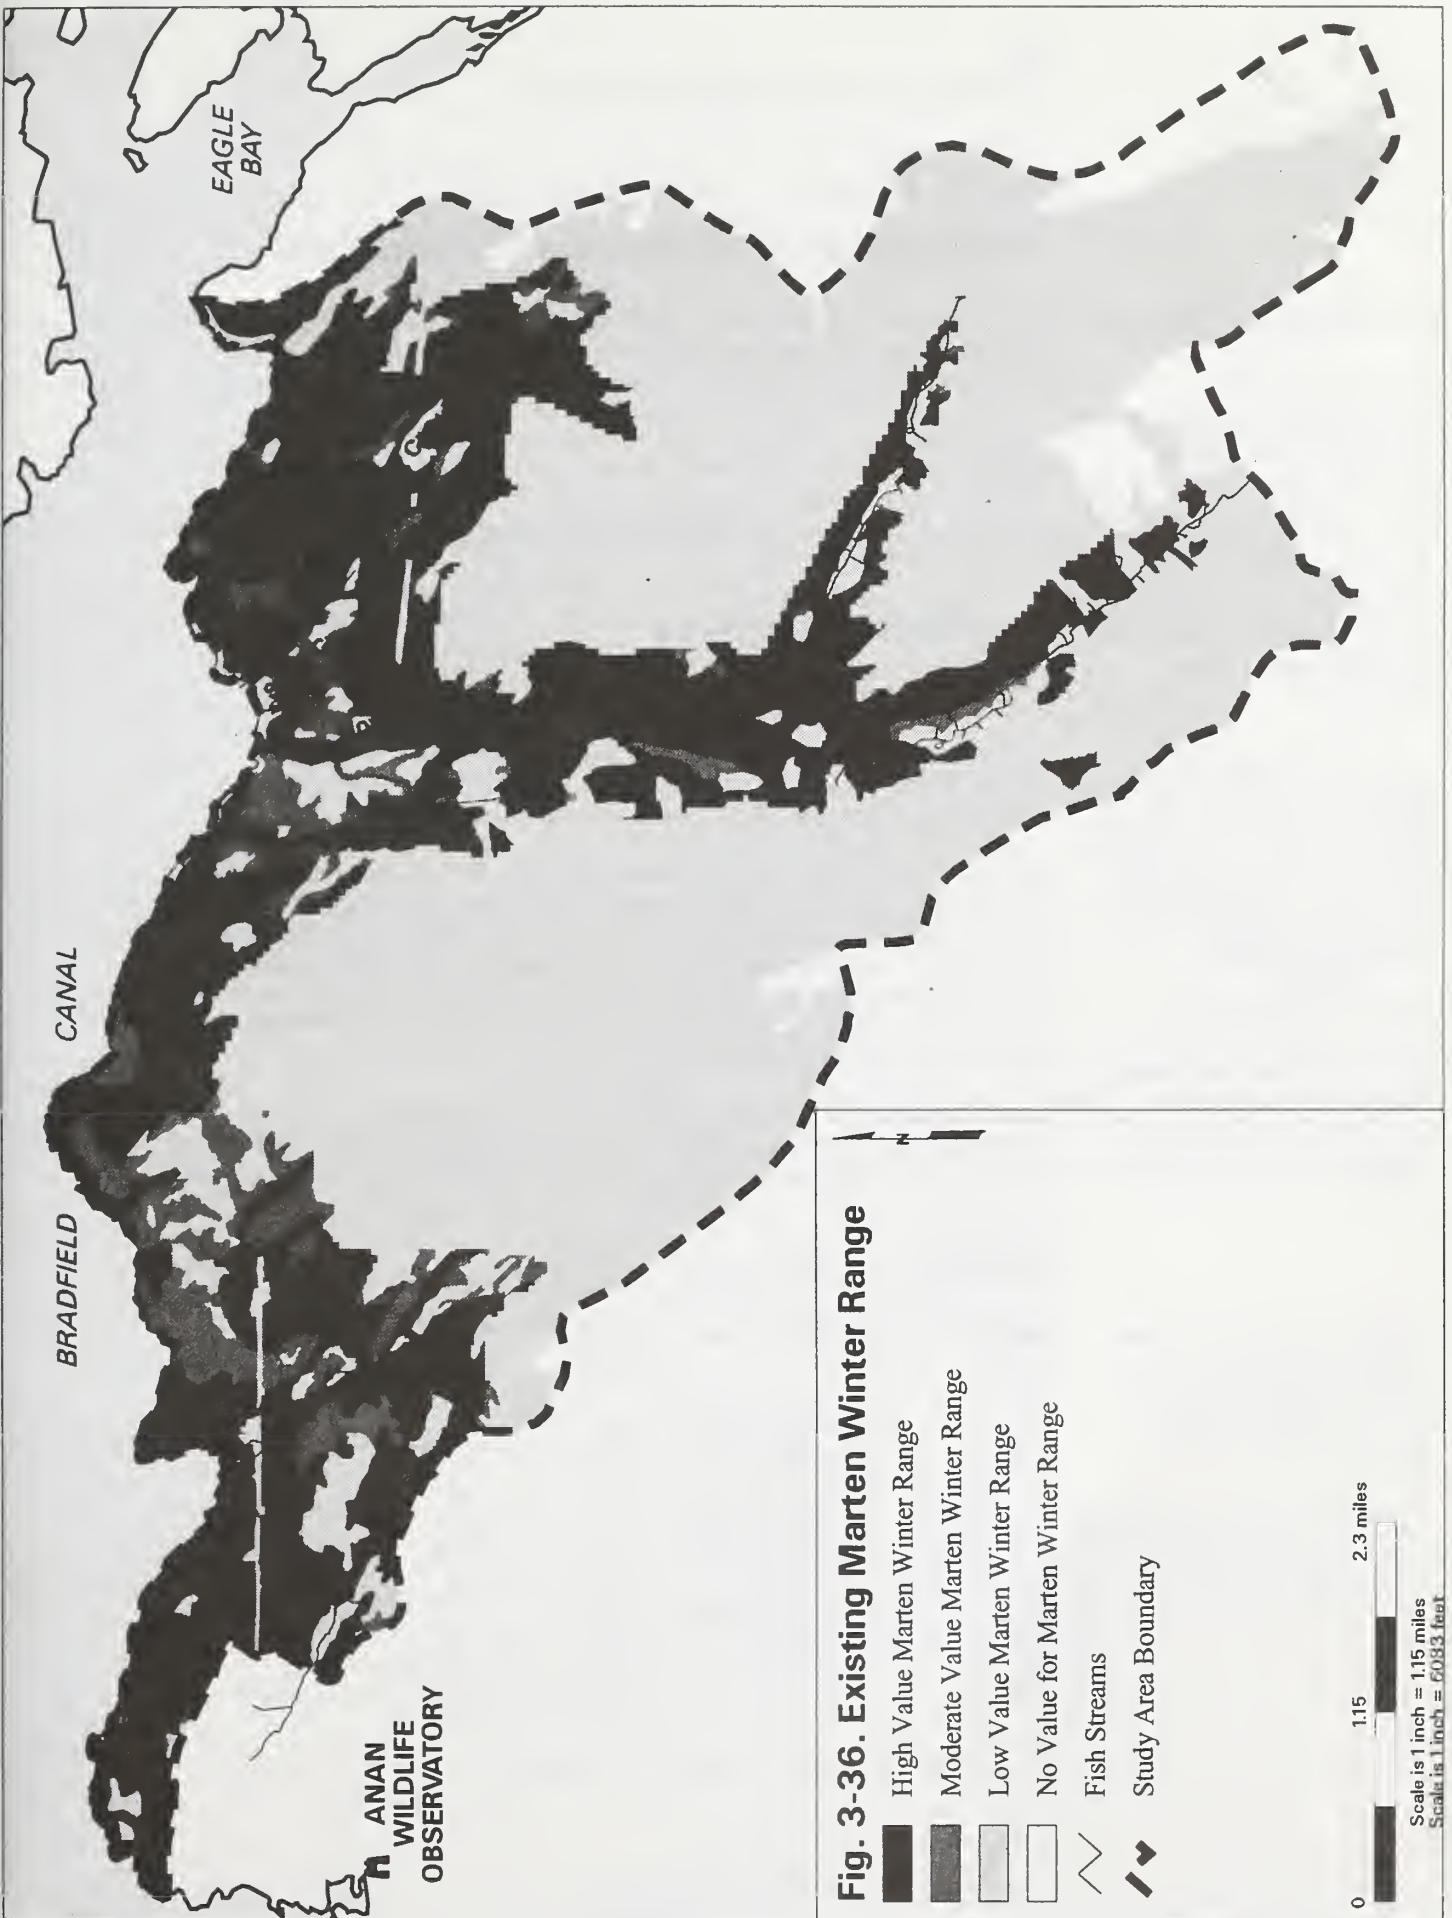 BRADFIELD CANAL
EAGLE
BAY
ANAN
WILDLIFE
OBSERVATORY
Fig. 3-36. Existing Marten Winter Range
High Value Marten Winter Range
Moderate Value Marten Winter Range
Low Value Marten Winter Range
No Value for Marten Winter Range
Fish Streams
Study Area Boundary
N
0 1.15 2.3 miles
Scale is 1 inch = 1.15 miles
Scale is 1 inch = 6083 feet